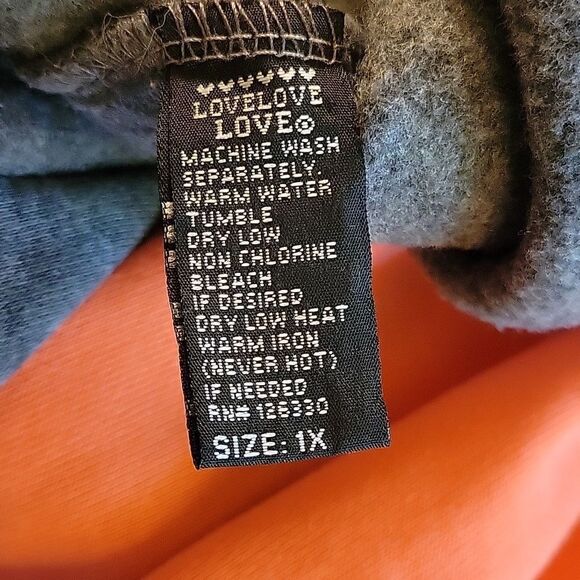 LOVELOVE
LOVE®
MACHINE WASH
SEPARATELY.
WARM WATER
TUMBLE
DRY LOW
NON CHLORINE
BLEACH
IF DESIRED
DRY LOW HEAT
WARM IRON
(NEVER HOT)
IF NEEDED
RN# 128330
SIZE: 1X